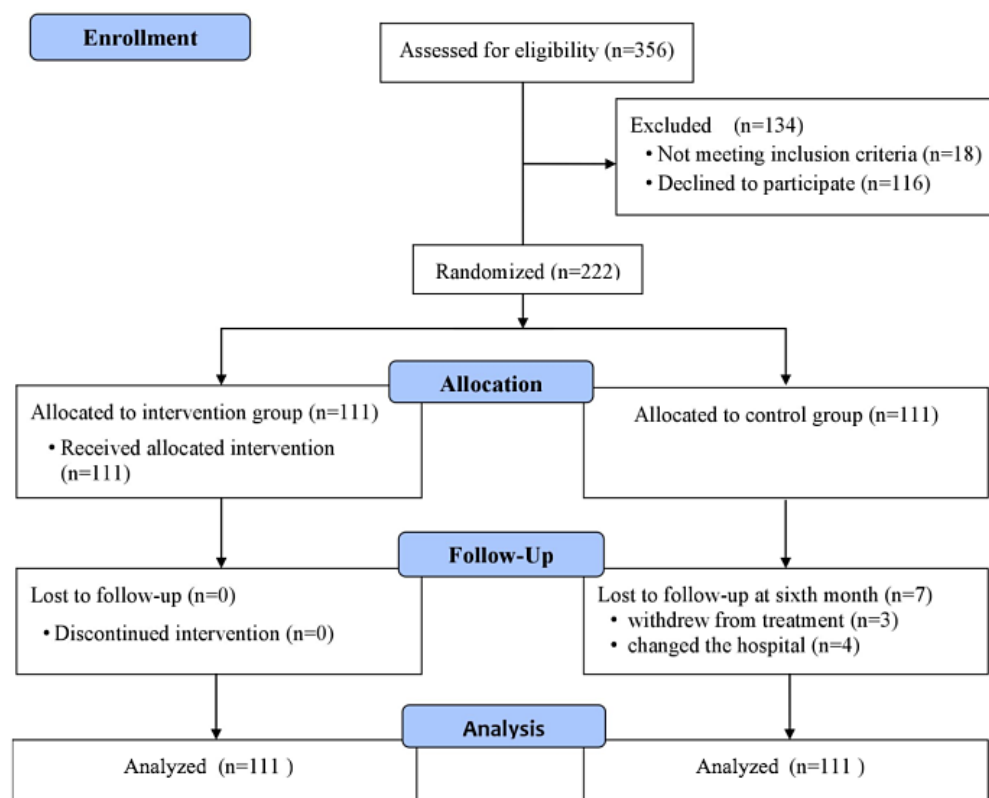 Enrollment
Assessed for eligibility (n=356)
Excluded (n=134)
• Not meeting inclusion criteria (n=18)
• Declined to participate (n=116)
Randomized (n=222)
Allocation
Allocated to intervention group (n=111)
• Received allocated intervention
(n=111)
Allocated to control group (n=111)
Follow-Up
Lost to follow-up (n=0)
• Discontinued intervention (n=0)
Lost to follow-up at sixth month (n=7)
• withdrew from treatment (n=3)
• changed the hospital (n=4)
Analysis
Analyzed (n=111 )
Analyzed (n=111 )